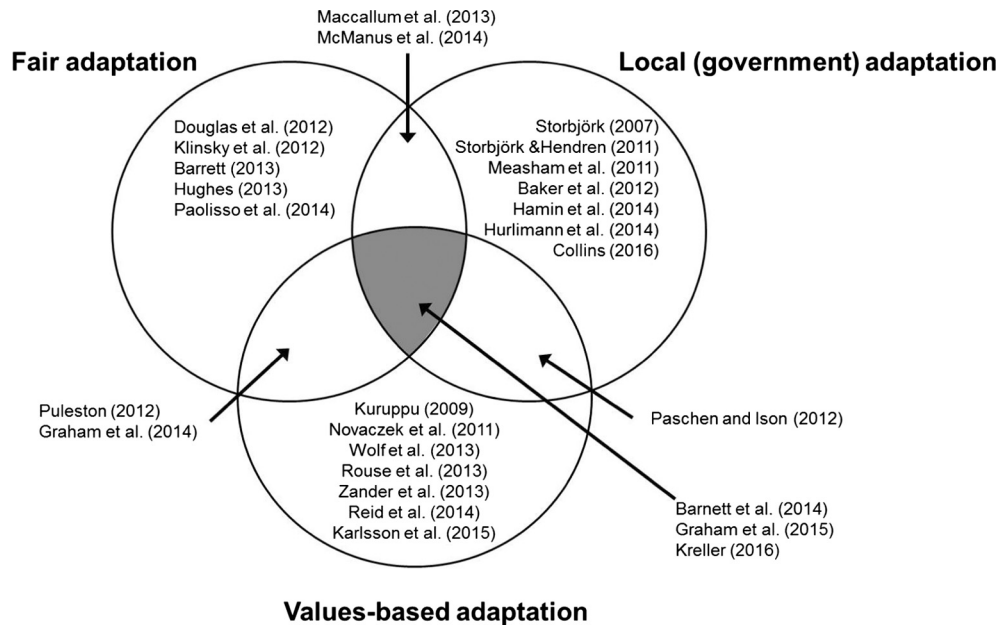 Maccallum et al. (2013)
McManus et al. (2014)
Fair adaptation
Local (government) adaptation
Douglas et al. (2012)
Klinsky et al. (2012)
Barrett (2013)
Hughes (2013)
Paolisso et al. (2014)
Storbjörk (2007)
Storbjörk &Hendren (2011)
Measham et al. (2011)
Baker et al. (2012)
Hamin et al. (2014)
Hurlimann et al. (2014)
Collins (2016)
Puleston (2012)
Graham et al. (2014)
Kuruppu (2009)
Novaczek et al. (2011)
Wolf et al. (2013)
Rouse et al. (2013)
Zander et al. (2013)
Reid et al. (2014)
Karlsson et al. (2015)
Paschen and Ison (2012)
Barnett et al. (2014)
Graham et al. (2015)
Kreller (2016)
Values-based adaptation